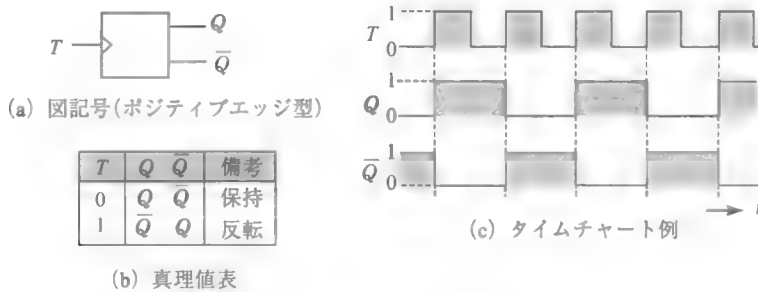 T
Q
Q̄
(a) 図記号(ポジティブエッジ型)
T Q Q̄ 備考
0 Q Q̄ 保持
1 Q̄ Q 反転
(b) 真理値表
T 1 0
Q 1 0
Q̄ 1 0
(c) タイムチャート例